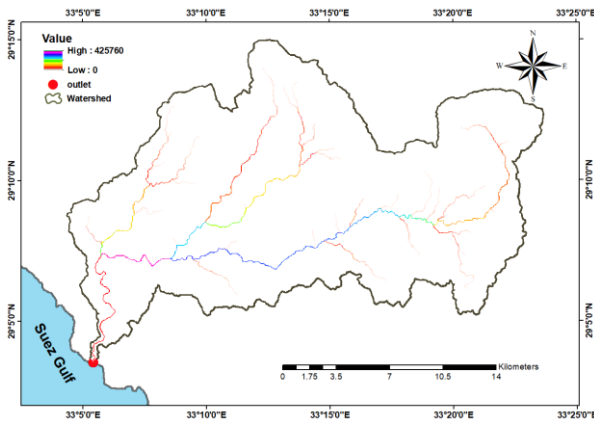 33°5'0"E 33°10'0"E 33°15'0"E 33°20'0"E 33°25'0"E
29°15'0"N
29°15'0"N
Value
High : 425760
Low : 0
outlet
Watershed
N
W E
S
29°10'0"N
29°10'0"N
29°5'0"N
29°5'0"N
Suez Gulf
Kilometers
0 1.75 3.5 7 10.5 14
33°5'0"E 33°10'0"E 33°15'0"E 33°20'0"E 33°25'0"E